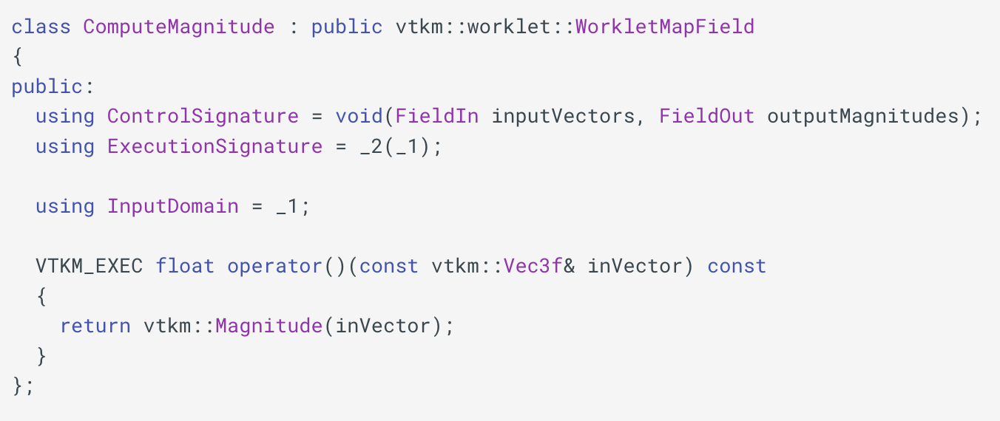 class ComputeMagnitude : public vtkm::worklet::WorkletMapField
{
public:
  using ControlSignature = void(FieldIn inputVectors, FieldOut outputMagnitudes);
  using ExecutionSignature = _2(_1);

  using InputDomain = _1;

  VTKM_EXEC float operator()(const vtkm::Vec3f& inVector) const
  {
    return vtkm::Magnitude(inVector);
  }
};